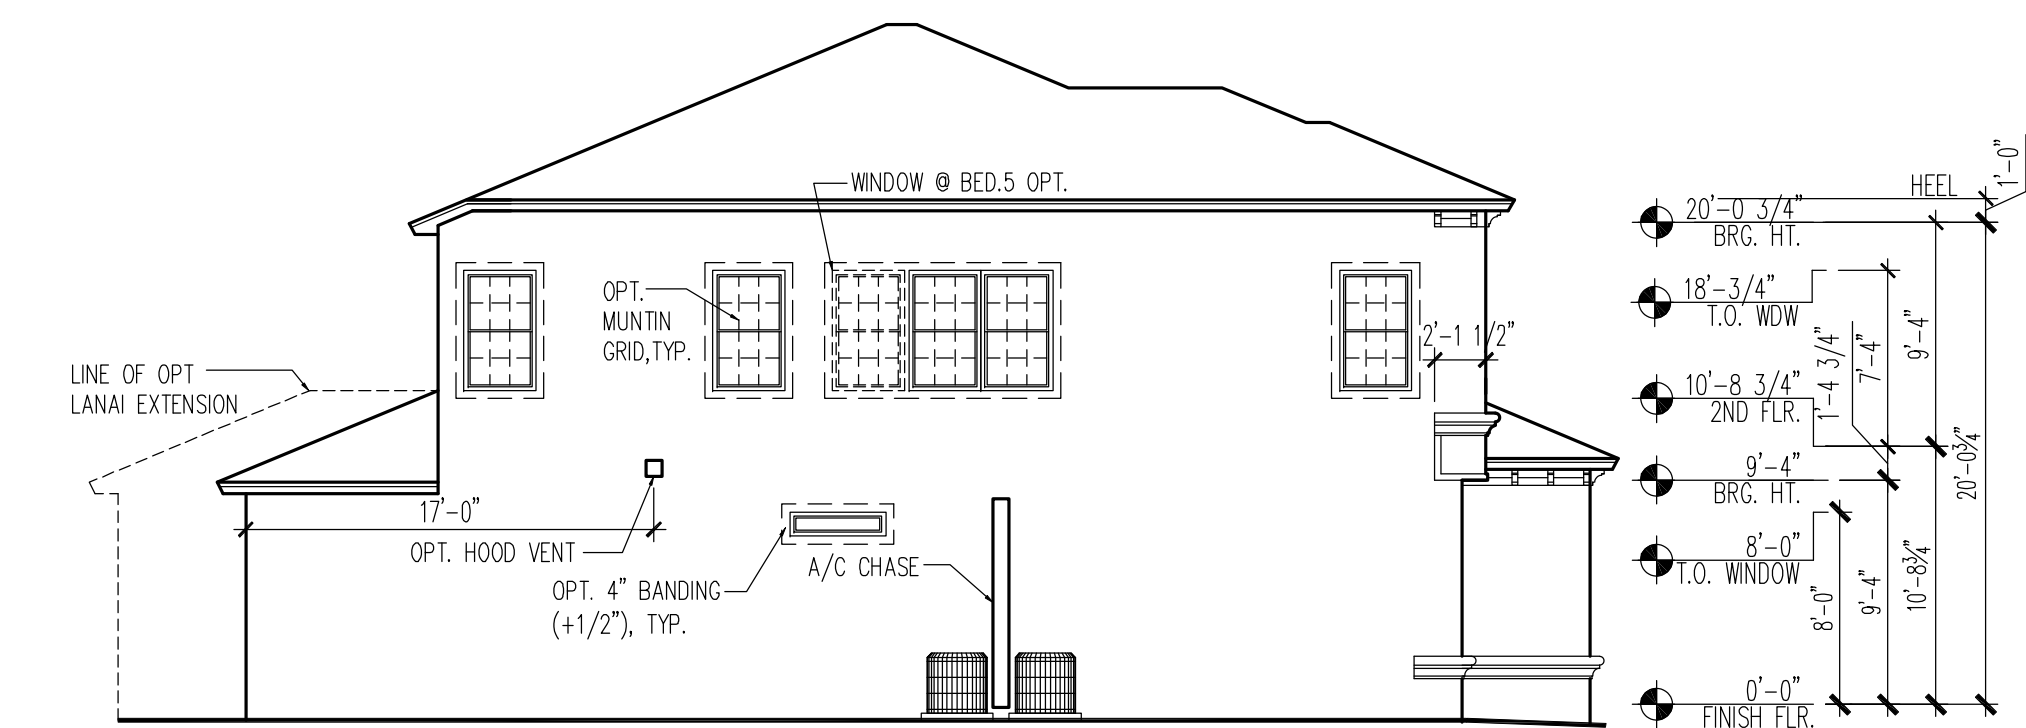 WINDOW @ BED.5 OPT.
OPT.
MUNTIN
GRID,TYP.
LINE OF OPT
LANAI EXTENSION
17'-0"
OPT. HOOD VENT
OPT. 4" BANDING
(+1/2"), TYP.
A/C CHASE
2'-1 1/2"
HEEL
1'-0"
20'-0 3/4"
BRG. HT.
18'-3/4"
T.O. WDW
10'-8 3/4"
2ND FLR.
9'-4"
BRG. HT.
8'-0"
T.O. WINDOW
0'-0"
FINISH FLR.
1'-4 3/4"
7'-4"
9'-4"
20'-0¾"
8'-0"
9'-4"
10'-8¾"